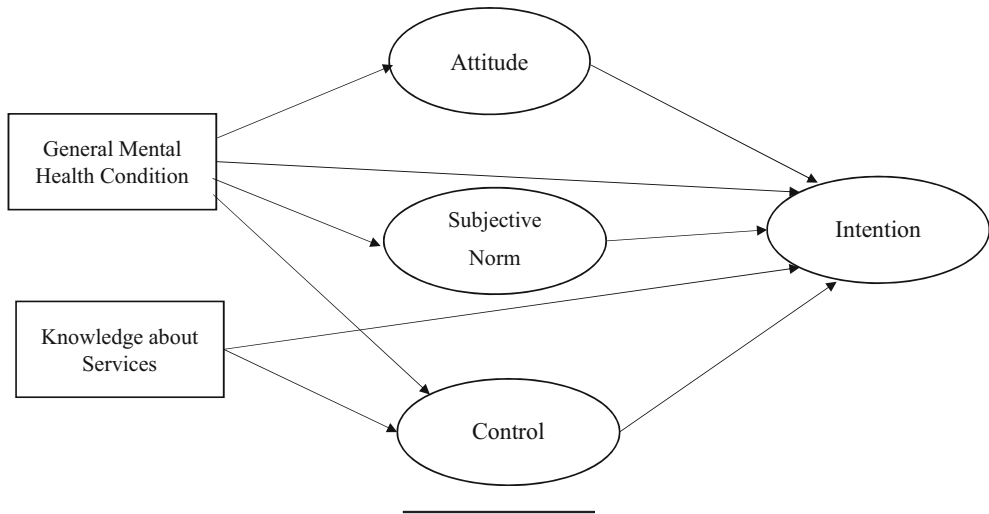 Attitude
General Mental
Health Condition
Subjective
Norm
Intention
Knowledge about
Services
Control